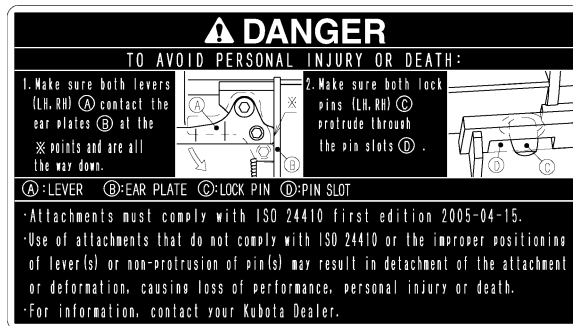 ⚠ DANGER
TO AVOID PERSONAL INJURY OR DEATH:
1. Make sure both levers
(LH, RH) Ⓐ contact the
ear plates Ⓑ at the
※ points and are all
the way down.
Ⓐ
※
Ⓑ
2. Make sure both lock
pins (LH, RH) Ⓒ
protrude through
the pin slots Ⓓ .
Ⓓ
Ⓒ
Ⓐ:LEVER Ⓑ:EAR PLATE Ⓒ:LOCK PIN Ⓓ:PIN SLOT
·Attachments must comply with ISO 24410 first edition 2005-04-15.
·Use of attachments that do not comply with ISO 24410 or the improper positioning
of lever(s) or non-protrusion of pin(s) may result in detachment of the attachment
or deformation, causing loss of performance, personal injury or death.
·For information, contact your Kubota Dealer.